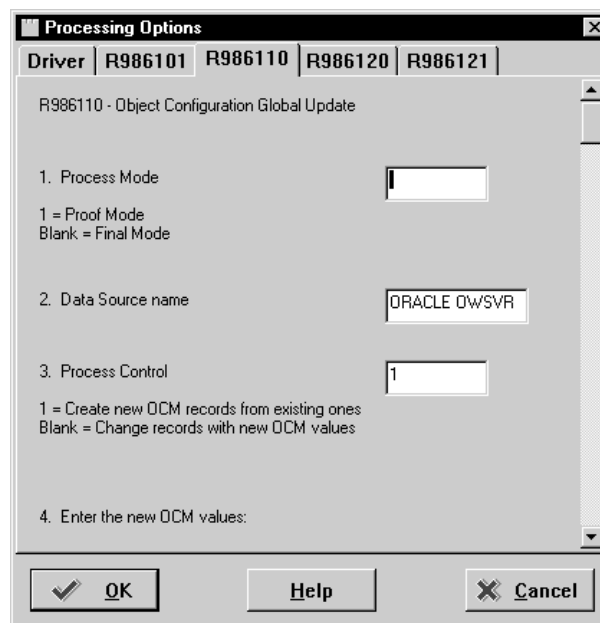 Processing Options
Driver R986101 R986110 R986120 R986121
R986110 - Object Configuration Global Update
1. Process Mode
1 = Proof Mode
Blank = Final Mode
2. Data Source name ORACLE OWSVR
3. Process Control 1
1 = Create new OCM records from existing ones
Blank = Change records with new OCM values
4. Enter the new OCM values:
OK Help Cancel